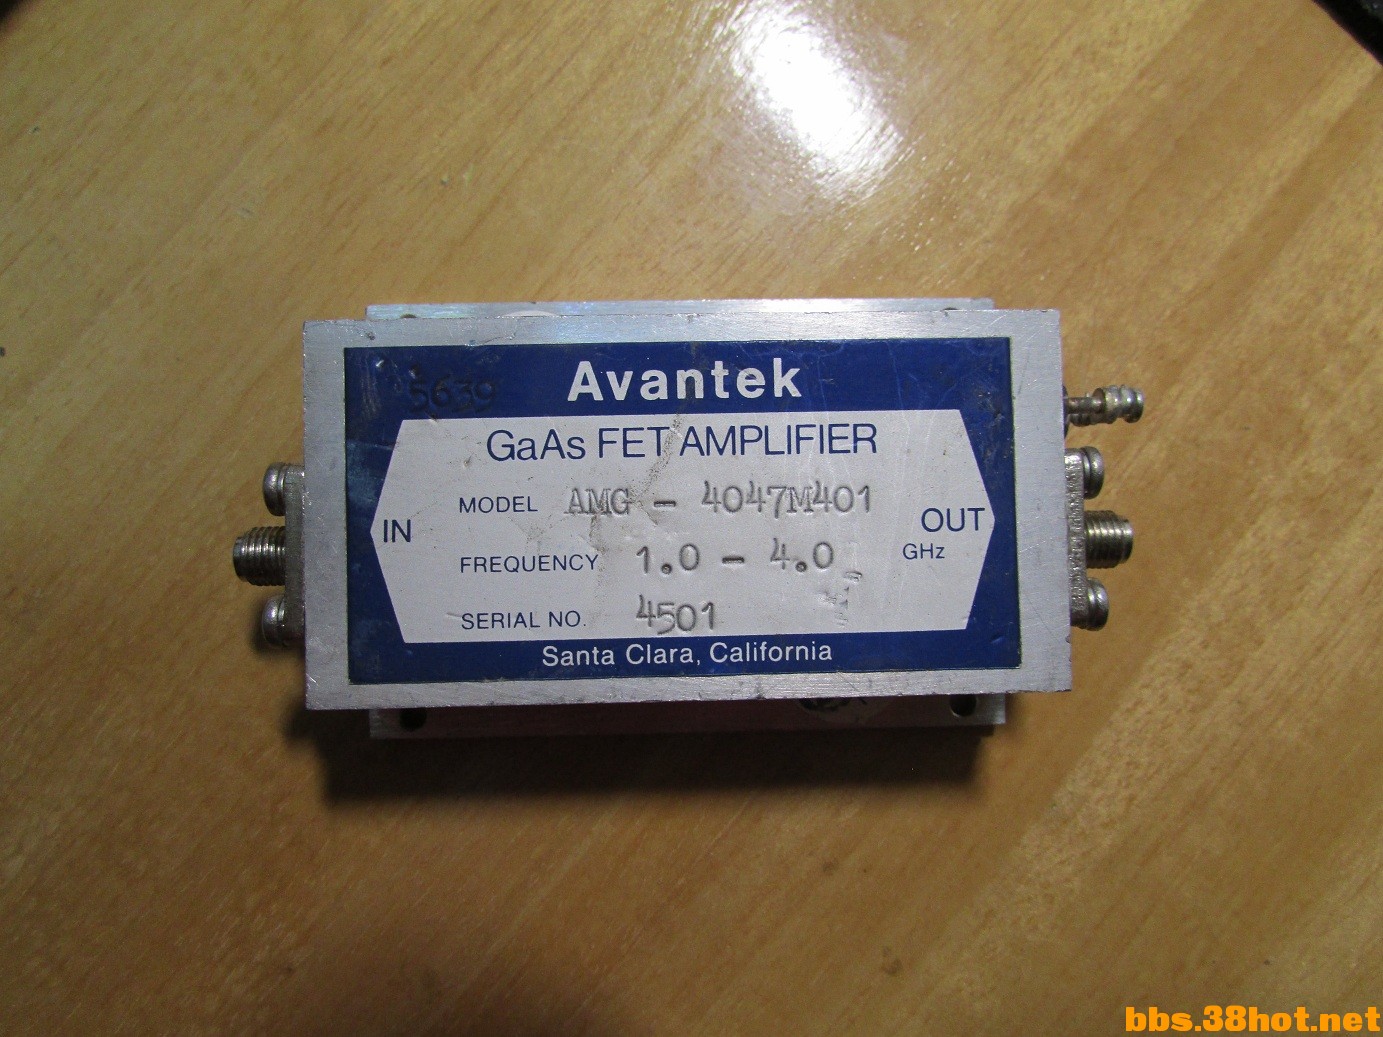 5639
Avantek
GaAs FET AMPLIFIER
MODEL AMG - 4047M401
IN
OUT
FREQUENCY 1.0 - 4.0 GHz
SERIAL NO. 4501
Santa Clara, California
bbs.38hot.net